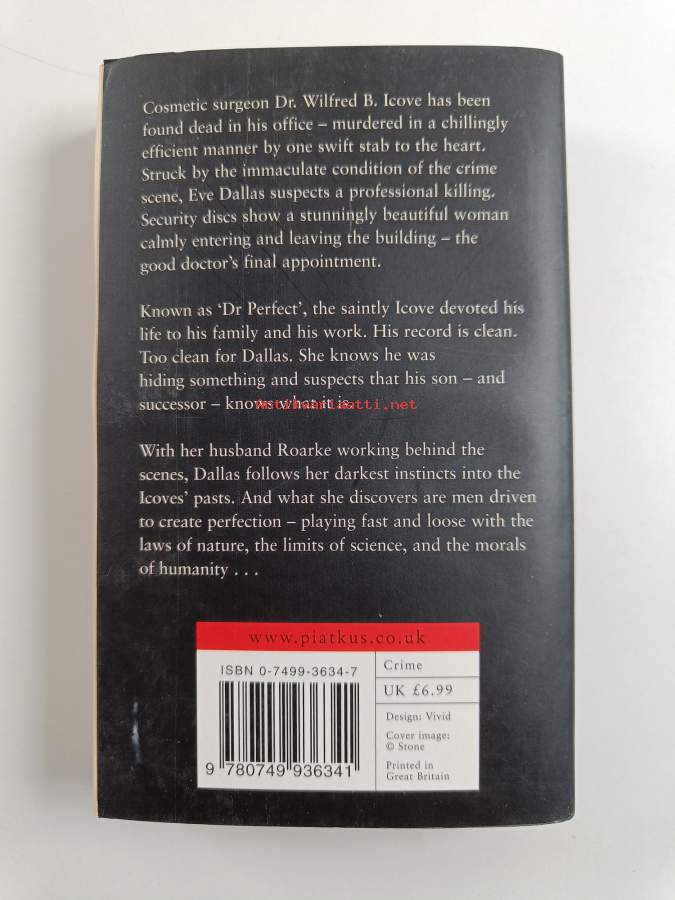 Cosmetic surgeon Dr. Wilfred B. Icove has been
found dead in his office – murdered in a chillingly
efficient manner by one swift stab to the heart.
Struck by the immaculate condition of the crime
scene, Eve Dallas suspects a professional killing.
Security discs show a stunningly beautiful woman
calmly entering and leaving the building – the
good doctor's final appointment.
Known as 'Dr Perfect', the saintly Icove devoted his
life to his family and his work. His record is clean.
Too clean for Dallas. She knows he was
hiding something and suspects that his son – and
successor – knows what it is.
Antikvariaatti.net
With her husband Roarke working behind the
scenes, Dallas follows her darkest instincts into the
Icoves' pasts. And what she discovers are men driven
to create perfection – playing fast and loose with the
laws of nature, the limits of science, and the morals
of humanity . . .
www.piatkus.co.uk
ISBN 0-7499-3634-7
9 780749 936341
Crime
UK £6.99
Design: Vivid
Cover image:
© Stone
Printed in
Great Britain